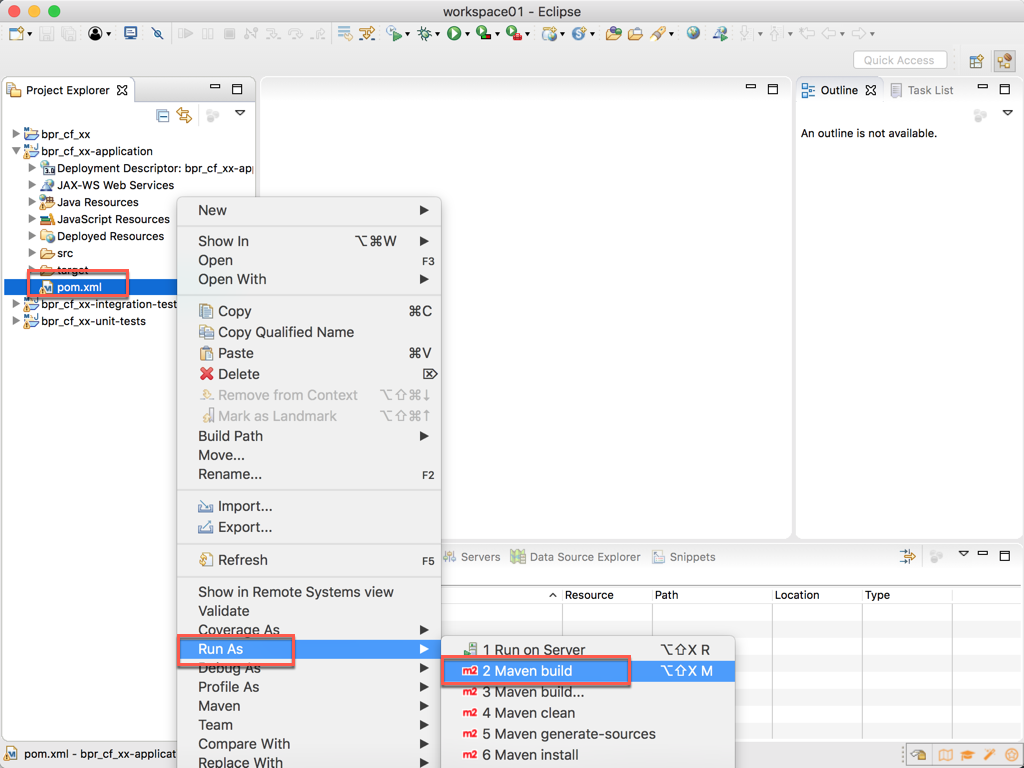 workspace01 - Eclipse
Quick Access
Project Explorer
Outline
Task List
An outline is not available.
bpr_cf_xx
bpr_cf_xx-application
Deployment Descriptor: bpr_cf_xx-ap
JAX-WS Web Services
Java Resources
JavaScript Resources
Deployed Resources
src
target
pom.xml
bpr_cf_xx-integration-test
bpr_cf_xx-unit-tests
New
Show In ⌥⌘W
Open F3
Open With
Copy ⌘C
Copy Qualified Name
Paste ⌘V
Delete ⌦
Remove from Context ⌥⇧⌘↓
Mark as Landmark ⌥⇧⌘↑
Build Path
Move...
Rename... F2
Import...
Export...
Refresh F5
Show in Remote Systems view
Validate
Coverage As
Run As
Debug As
Profile As
Maven
Team
Compare With
Replace With
Servers
Data Source Explorer
Snippets
Resource Path Location Type
1 Run on Server ⌥⇧X R
m2 2 Maven build ⌥⇧X M
m2 3 Maven build...
m2 4 Maven clean
m2 5 Maven generate-sources
m2 6 Maven install
pom.xml - bpr_cf_xx-applicat